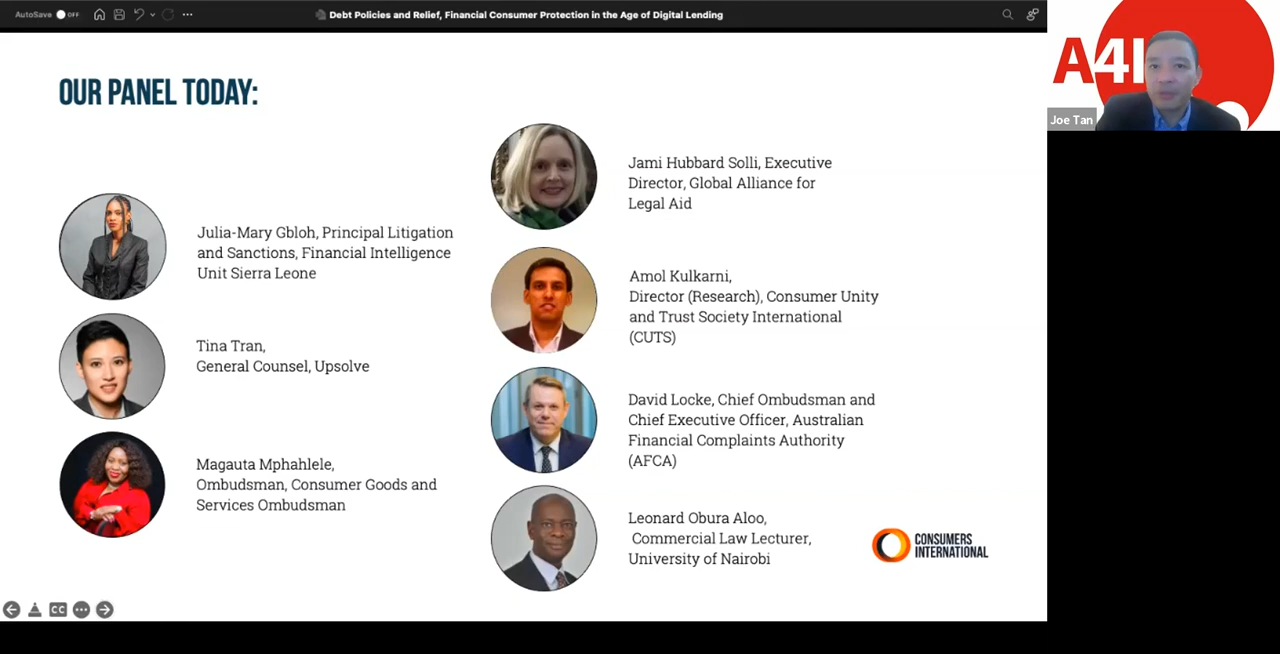 AutoSave OFF
Debt Policies and Relief, Financial Consumer Protection in the Age of Digital Lending
OUR PANEL TODAY:
Julia-Mary Gbloh, Principal Litigation
and Sanctions, Financial Intelligence
Unit Sierra Leone
Tina Tran,
General Counsel, Upsolve
Magauta Mphahlele,
Ombudsman, Consumer Goods and
Services Ombudsman
Jami Hubbard Solli, Executive
Director, Global Alliance for
Legal Aid
Amol Kulkarni,
Director (Research), Consumer Unity
and Trust Society International
(CUTS)
David Locke, Chief Ombudsman and
Chief Executive Officer, Australian
Financial Complaints Authority
(AFCA)
Leonard Obura Aloo,
Commercial Law Lecturer,
University of Nairobi
CONSUMERS
INTERNATIONAL
CC
A4I
Joe Tan